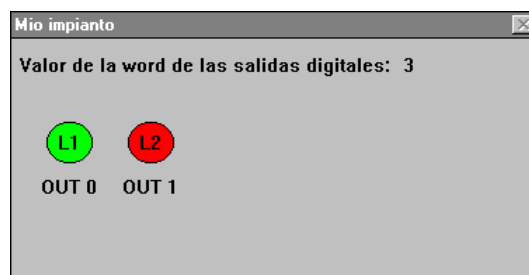 Mio impianto
Valor de la word de las salidas digitales: 3
L1 L2
OUT 0 OUT 1